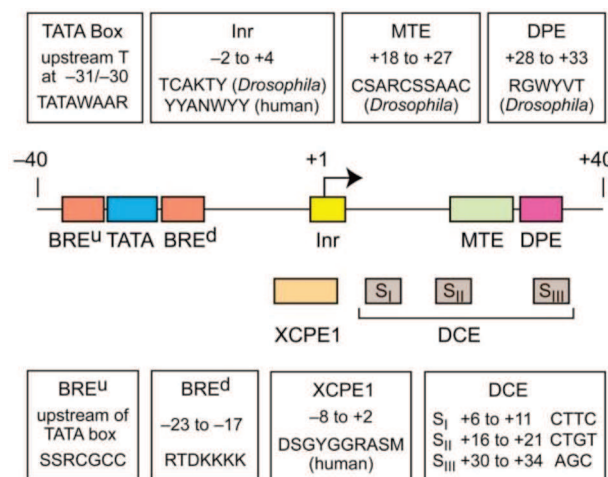 TATA Box
upstream T
at –31/–30
TATAWAAR
Inr
–2 to +4
TCAKTY (Drosophila)
YYANWYY (human)
MTE
+18 to +27
CSARCSSAAC
(Drosophila)
DPE
+28 to +33
RGWYVT
(Drosophila)
–40
+1
+40
BREu TATA BREd Inr MTE DPE
SI SII SIII
XCPE1 DCE
BREu
upstream of
TATA box
SSRCGCC
BREd
–23 to –17
RTDKKKK
XCPE1
–8 to +2
DSGYGGRASM
(human)
DCE
SI +6 to +11 CTTC
SII +16 to +21 CTGT
SIII +30 to +34 AGC